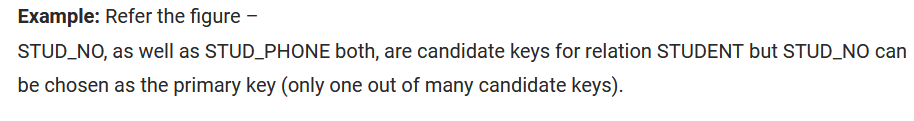 Example: Refer the figure –
STUD_NO, as well as STUD_PHONE both, are candidate keys for relation STUDENT but STUD_NO can
be chosen as the primary key (only one out of many candidate keys).